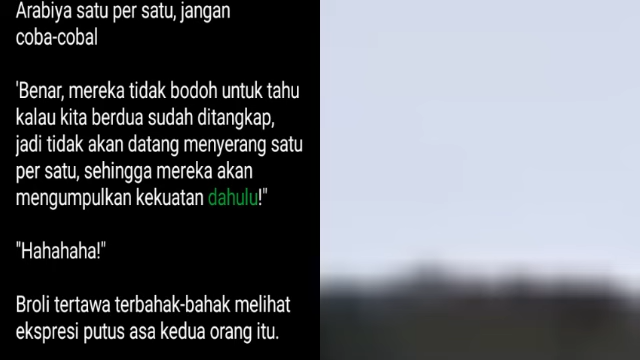 Arabiya satu per satu, jangan
coba-cobal
'Benar, mereka tidak bodoh untuk tahu
kalau kita berdua sudah ditangkap,
jadi tidak akan datang menyerang satu
per satu, sehingga mereka akan
mengumpulkan kekuatan dahulu!"
"Hahahaha!"
Broli tertawa terbahak-bahak melihat
ekspresi putus asa kedua orang itu.